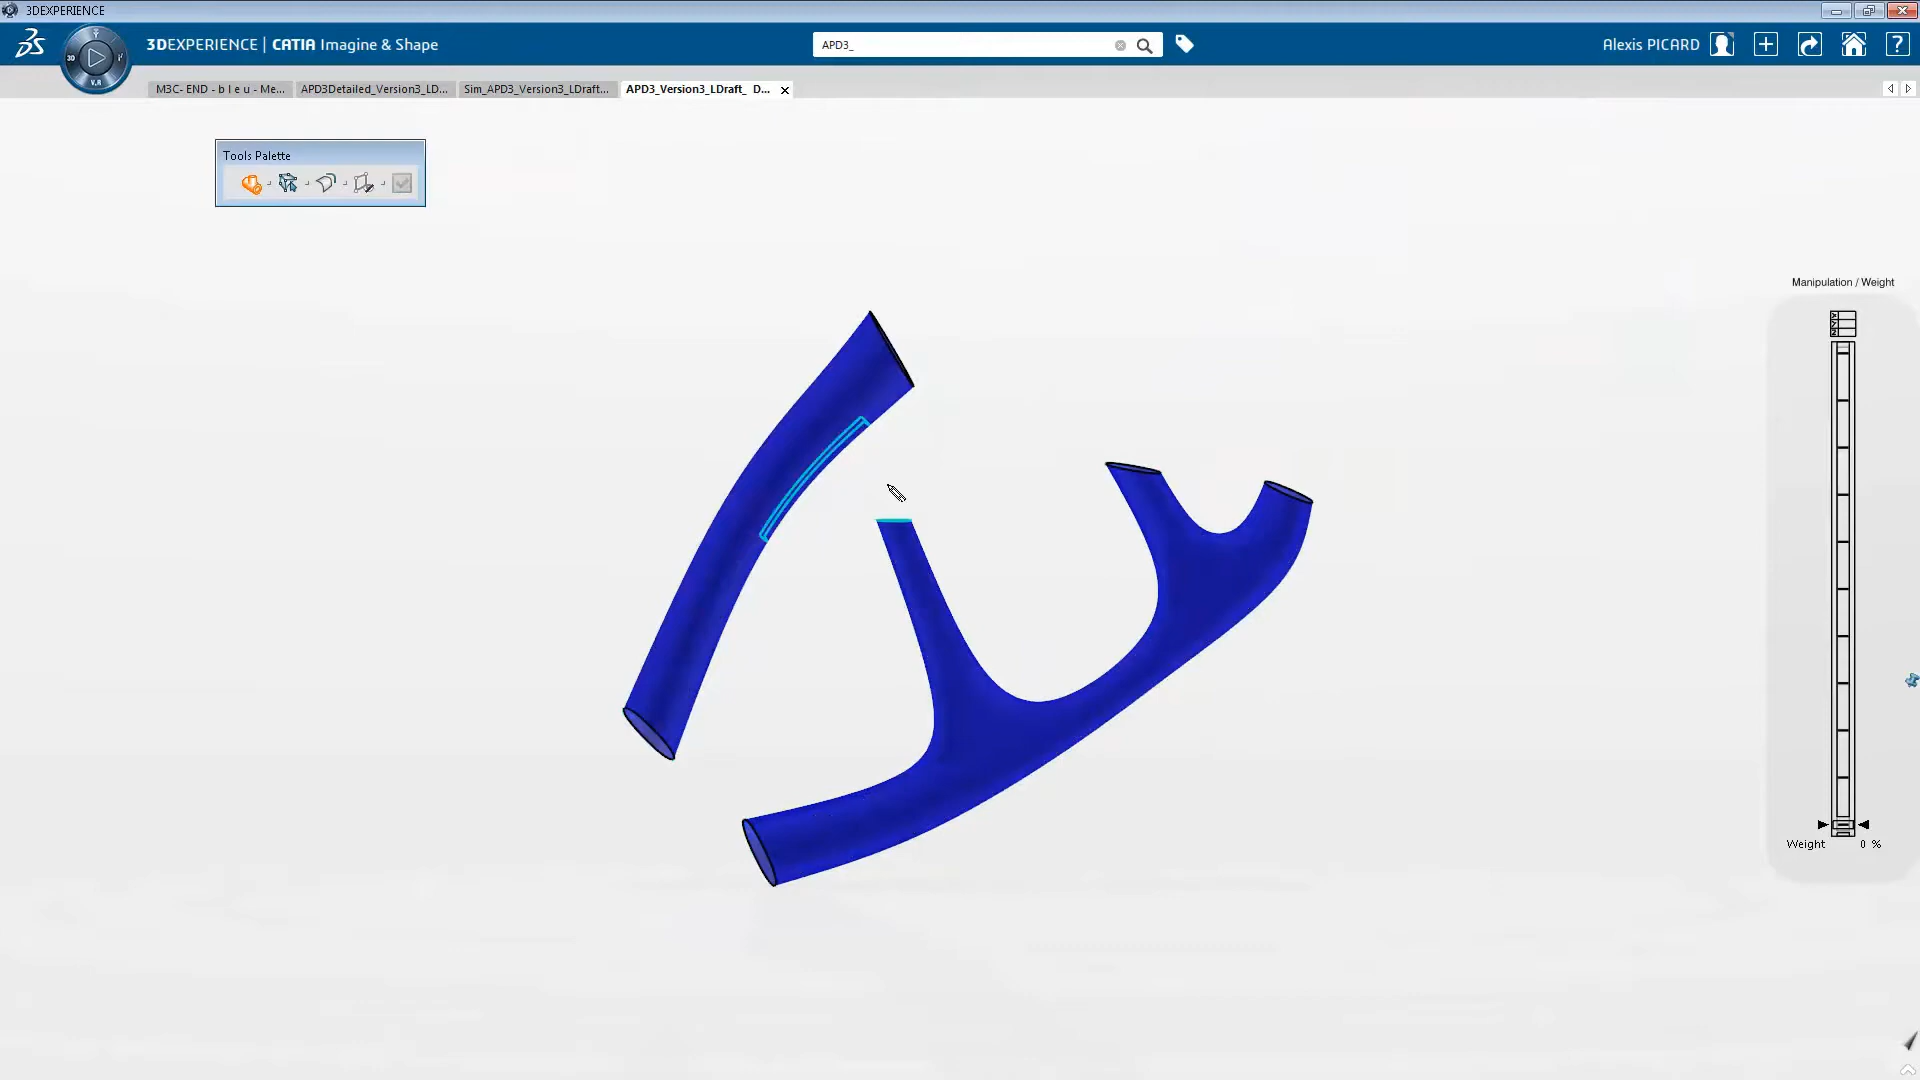 3DEXPERIENCE
3DEXPERIENCE | CATIA Imagine & Shape
APD3_
Alexis PICARD
3D
V.R
M3C- END - b l e u - Me...
APD3Detailed_Version3_LD...
Sim_APD3_Version3_LDraft...
APD3_Version3_LDraft_ D...
Tools Palette
Manipulation / Weight
Weight 0 %